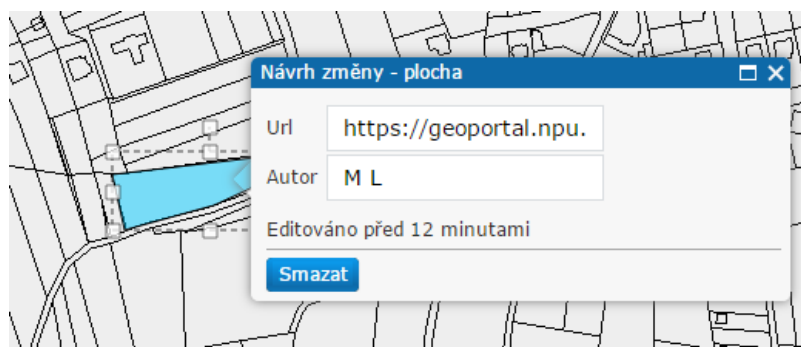 Návrh změny - plocha
Url https://geoportal.npu.
Autor M L
Editováno před 12 minutami
Smazat